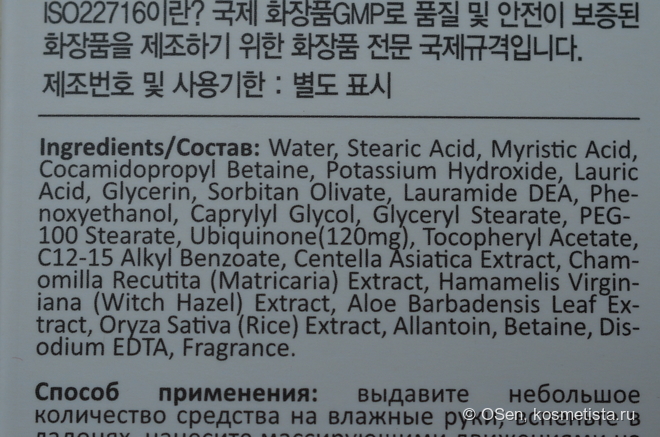 ISO22716이란? 국제 화장품GMP로 품질 및 안전이 보증된
화장품을 제조하기 위한 화장품 전문 국제규격입니다.
제조번호 및 사용기한 : 별도 표시
Ingredients/Состав: Water, Stearic Acid, Myristic Acid,
Cocamidopropyl Betaine, Potassium Hydroxide, Lauric
Acid, Glycerin, Sorbitan Olivate, Lauramide DEA, Phe-
noxyethanol, Caprylyl Glycol, Glyceryl Stearate, PEG-
100 Stearate, Ubiquinone(120mg), Tocopheryl Acetate,
C12-15 Alkyl Benzoate, Centella Asiatica Extract, Cham-
omilla Recutita (Matricaria) Extract, Hamamelis Virgin-
iana (Witch Hazel) Extract, Aloe Barbadensis Leaf Ex-
tract, Oryza Sativa (Rice) Extract, Allantoin, Betaine, Dis-
odium EDTA, Fragrance.
Способ применения: выдавите небольшое
количество средства на влажные руки, вспеньте в
© OSen, kosmetista.ru